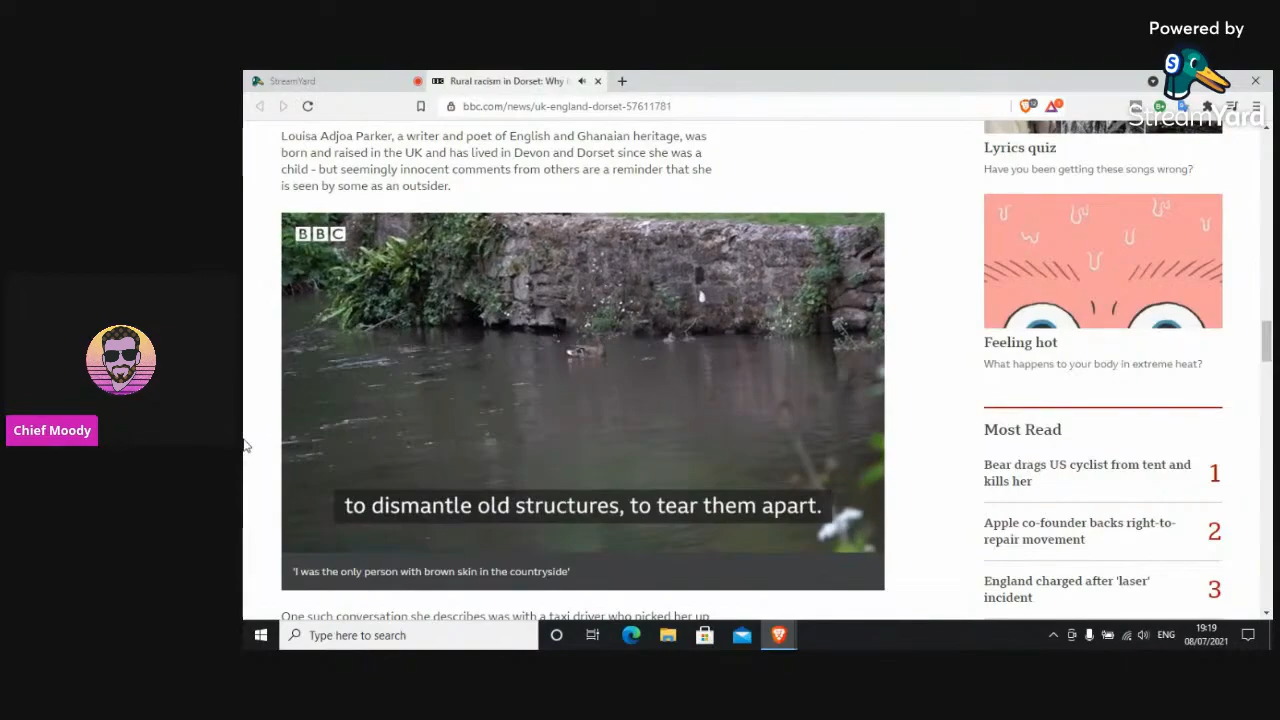 Powered by
StreamYard
StreamYard
Rural racism in Dorset: Why i
bbc.com/news/uk-england-dorset-57611781
Louisa Adjoa Parker, a writer and poet of English and Ghanaian heritage, was
born and raised in the UK and has lived in Devon and Dorset since she was a
child - but seemingly innocent comments from others are a reminder that she
is seen by some as an outsider.
BBC
to dismantle old structures, to tear them apart.
'I was the only person with brown skin in the countryside'
One such conversation she describes was with a taxi driver who picked her up
Lyrics quiz
Have you been getting these songs wrong?
Feeling hot
What happens to your body in extreme heat?
Most Read
Bear drags US cyclist from tent and
kills her
1
Apple co-founder backs right-to-
repair movement
2
England charged after 'laser'
incident
3
Chief Moody
Type here to search
ENG
19:19
08/07/2021